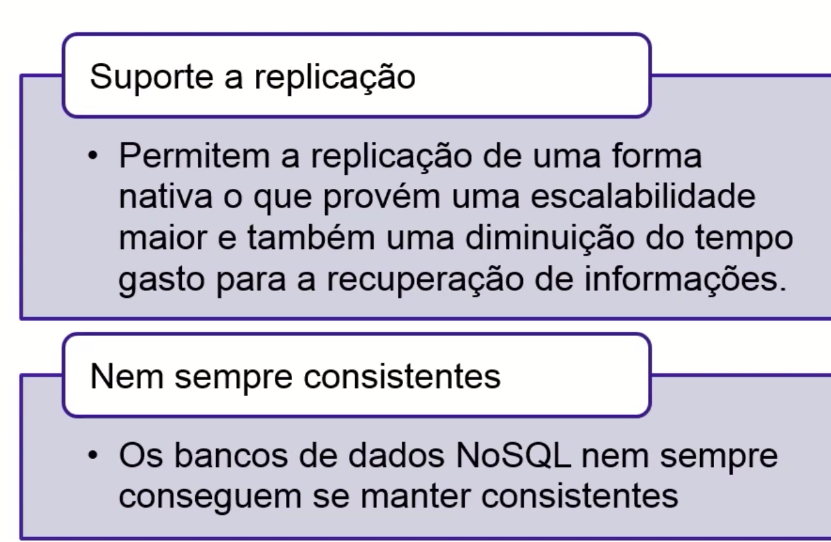 Suporte a replicação
• Permitem a replicação de uma forma
nativa o que provém uma escalabilidade
maior e também uma diminuição do tempo
gasto para a recuperação de informações.
Nem sempre consistentes
• Os bancos de dados NoSQL nem sempre
conseguem se manter consistentes